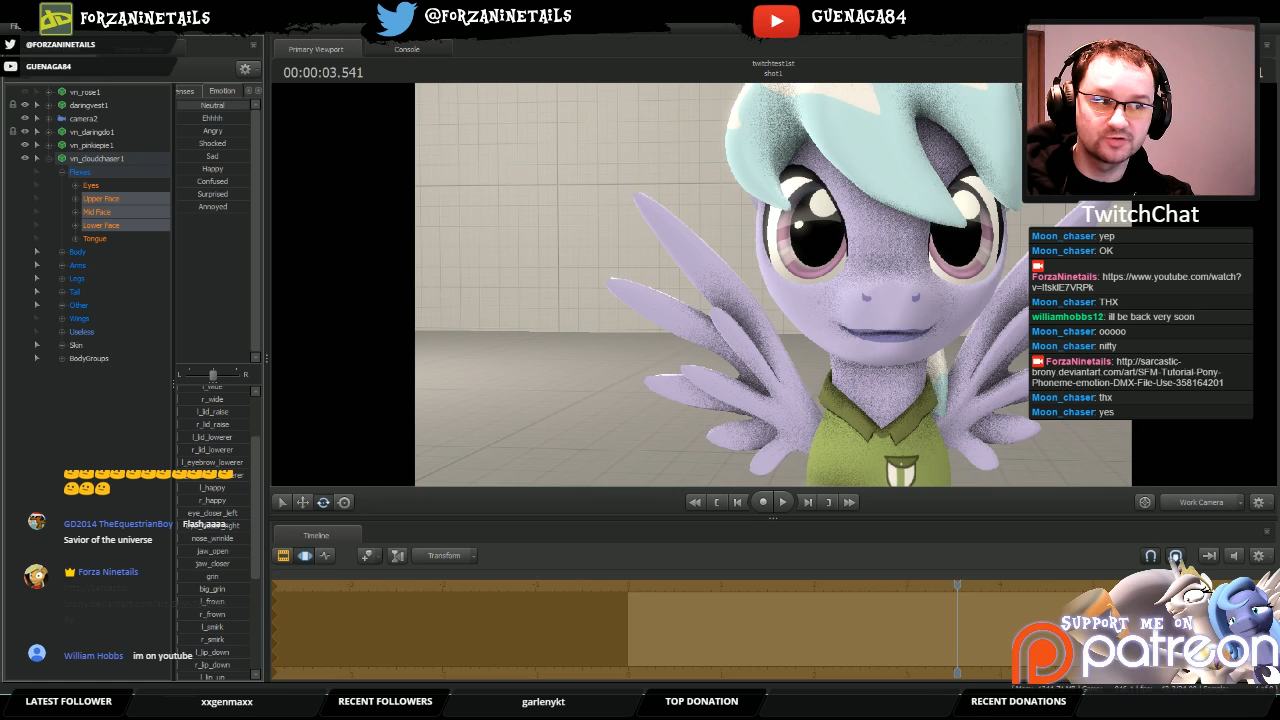 FORZANINETAILS
@FORZANINETAILS
GUENAGA84
@FORZANINETAILS
GUENAGA84
Primary Viewport
Console
00:00:03.541
twitchtest1st
shot1
vn_rose1
daringvest1
camera2
vn_daringdo1
vn_pinkiepie1
vn_cloudchaser1
Flexes
Eyes
Upper Face
Mid Face
Lower Face
Tongue
Body
Arms
Legs
Tail
Other
Wings
Useless
Skin
BodyGroups
Emotion
Neutral
Ehhhh
Angry
Shocked
Sad
Happy
Confused
Surprised
Annoyed
L
R
l_wide
r_wide
l_lid_raise
r_lid_raise
l_lid_lowerer
r_lid_lowerer
l_eyebrow_lowerer
l_happy
r_happy
eye_closer_left
nose_wrinkle
jaw_open
jaw_closer
grin
big_grin
l_frown
r_frown
l_smirk
r_smirk
l_lip_down
r_lip_down
l_lip_up
GD2014 TheEquestrianBoy Flash,aaaa
Savior of the universe
Forza Ninetails
William Hobbs im on youtube
Work Camera
Timeline
Transform
TwitchChat
Moon_chaser: yep
Moon_chaser: OK
ForzaNinetails: https://www.youtube.com/watch?
v=ItsklE7VRPk
Moon_chaser: THX
williamhobbs12: ill be back very soon
Moon_chaser: ooooo
Moon_chaser: nifty
ForzaNinetails: http://sarcastic-
brony.deviantart.com/art/SFM-Tutorial-Pony-
Phoneme-emotion-DMX-File-Use-358164201
Moon_chaser: thx
Moon_chaser: yes
SUPPORT ME ON
patreon
LATEST FOLLOWER
xxgenmaxx
RECENT FOLLOWERS
garlenykt
TOP DONATION
RECENT DONATIONS